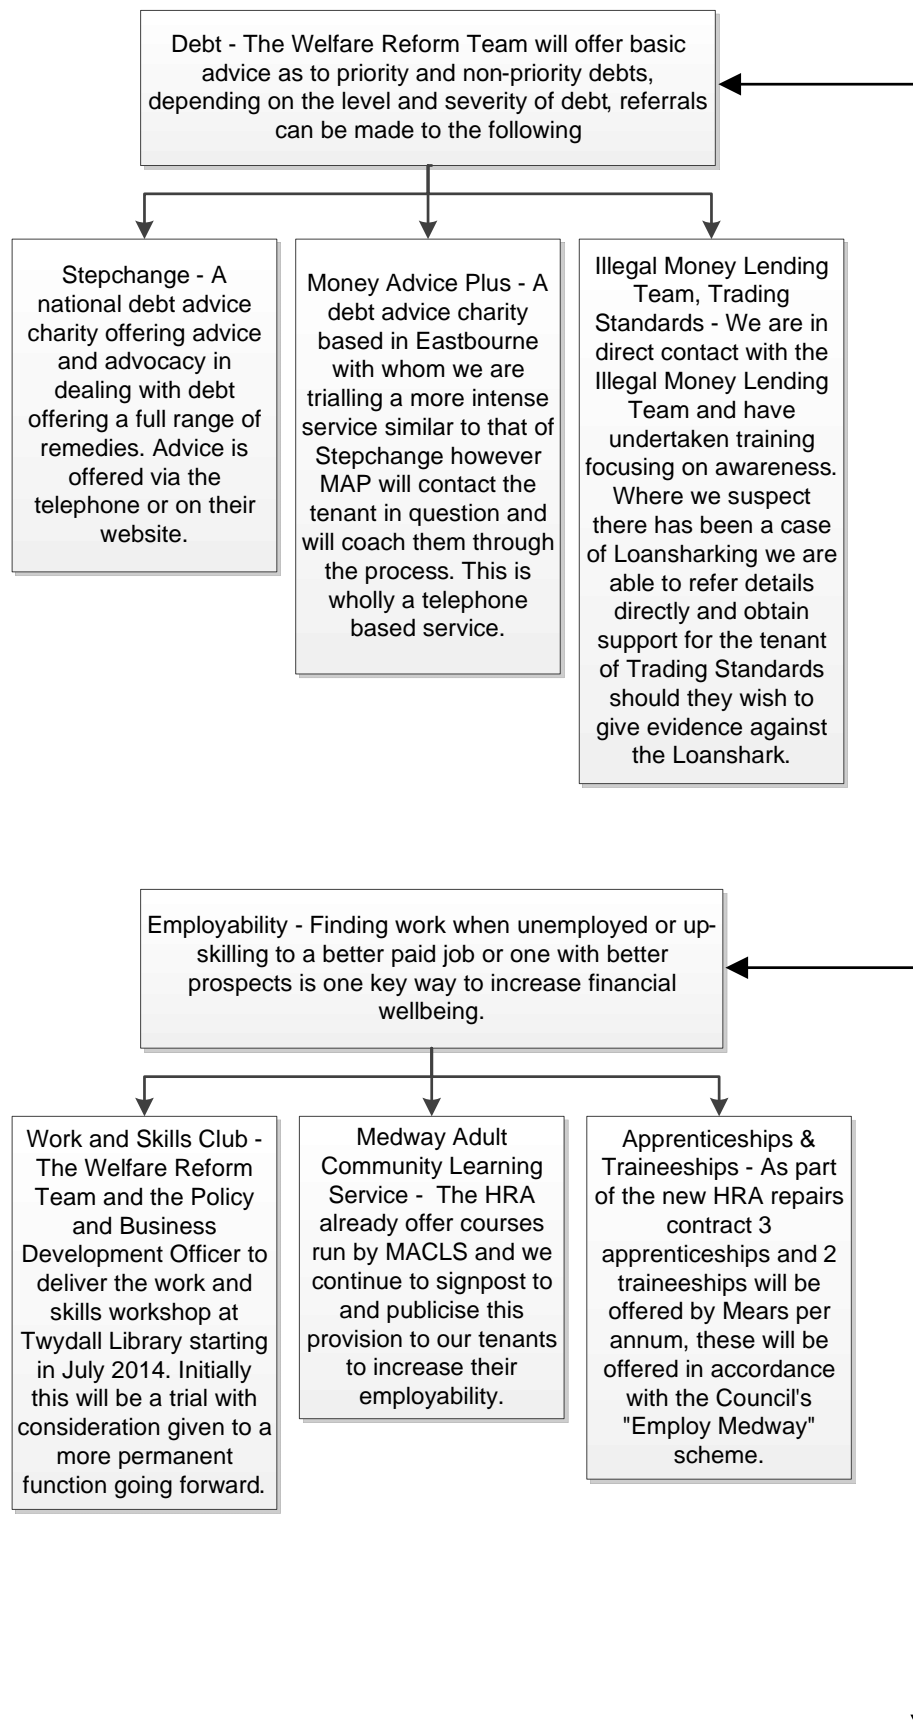 Debt - The Welfare Reform Team will offer basic
advice as to priority and non-priority debts,
depending on the level and severity of debt, referrals
can be made to the following
Stepchange - A
national debt advice
charity offering advice
and advocacy in
dealing with debt
offering a full range of
remedies. Advice is
offered via the
telephone or on their
website.
Money Advice Plus - A
debt advice charity
based in Eastbourne
with whom we are
trialling a more intense
service similar to that of
Stepchange however
MAP will contact the
tenant in question and
will coach them through
the process. This is
wholly a telephone
based service.
Illegal Money Lending
Team, Trading
Standards - We are in
direct contact with the
Illegal Money Lending
Team and have
undertaken training
focusing on awareness.
Where we suspect
there has been a case
of Loansharking we are
able to refer details
directly and obtain
support for the tenant
of Trading Standards
should they wish to
give evidence against
the Loanshark.
Employability - Finding work when unemployed or up-
skilling to a better paid job or one with better
prospects is one key way to increase financial
wellbeing.
Work and Skills Club -
The Welfare Reform
Team and the Policy
and Business
Development Officer to
deliver the work and
skills workshop at
Twydall Library starting
in July 2014. Initially
this will be a trial with
consideration given to a
more permanent
function going forward.
Medway Adult
Community Learning
Service -  The HRA
already offer courses
run by MACLS and we
continue to signpost to
and publicise this
provision to our tenants
to increase their
employability.
Apprenticeships &
Traineeships - As part
of the new HRA repairs
contract 3
apprenticeships and 2
traineeships will be
offered by Mears per
annum, these will be
offered in accordance
with the Council's
"Employ Medway"
scheme.